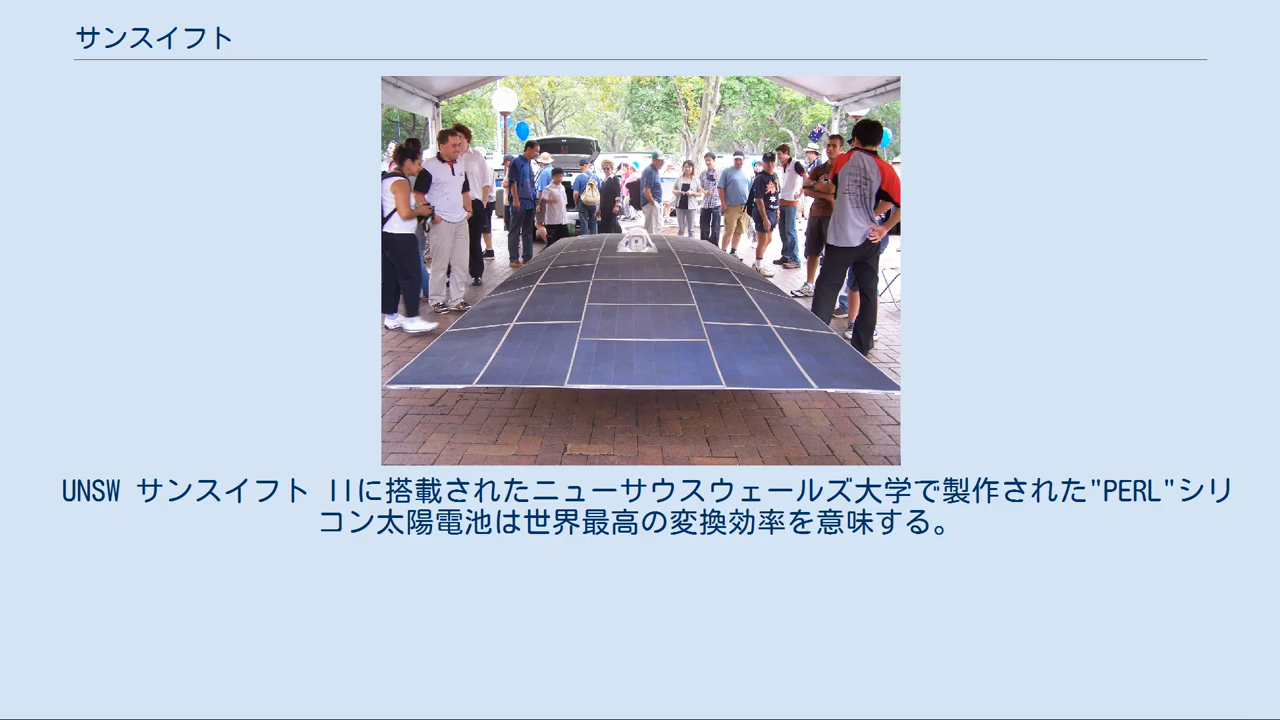 サンスイフト
UNSW サンスイフト IIに搭載されたニューサウスウェールズ大学で製作された"PERL"シリ
コン太陽電池は世界最高の変換効率を意味する。